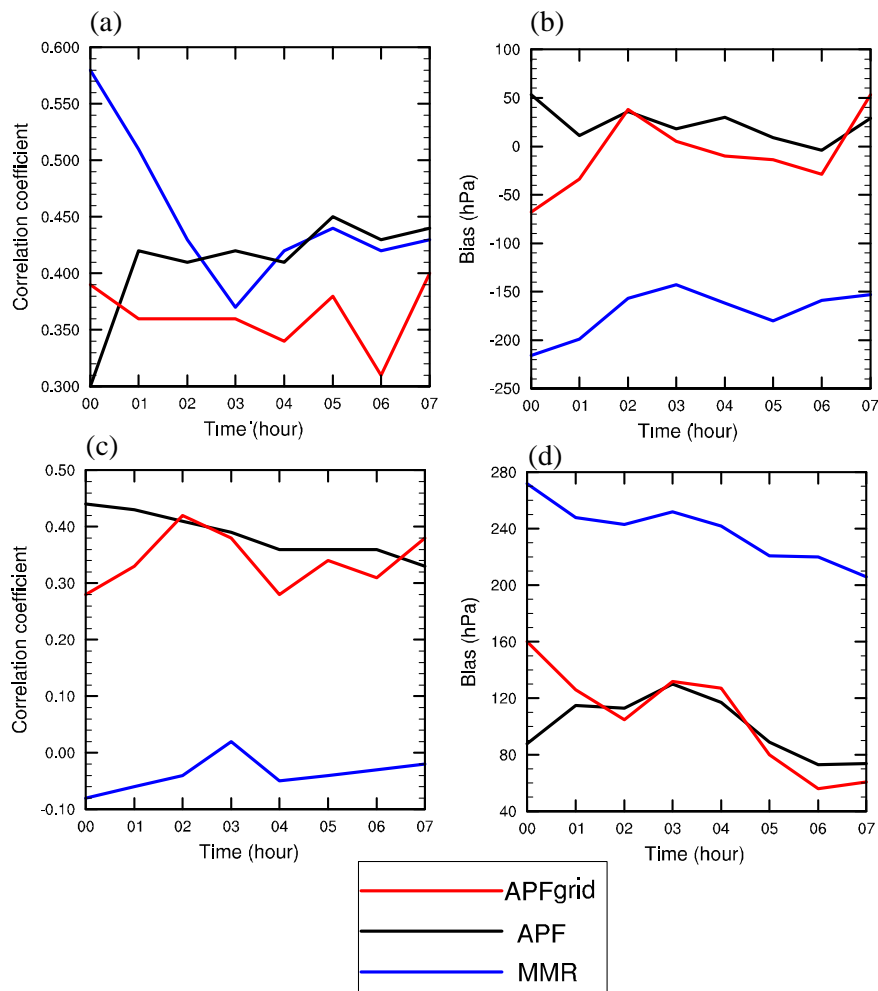 (a)
0.600
0.550
0.500
0.450
0.400
0.350
0.300
Correlation coefficient
00 01 02 03 04 05 06 07
Time (hour)
(b)
100
50
0
-50
-100
-150
-200
-250
Bias (hPa)
00 01 02 03 04 05 06 07
Time (hour)
(c)
0.50
0.40
0.30
0.20
0.10
0.00
-0.10
Correlation coefficient
00 01 02 03 04 05 06 07
Time (hour)
(d)
280
240
200
160
120
80
40
Bias (hPa)
00 01 02 03 04 05 06 07
Time (hour)
APFgrid
APF
MMR